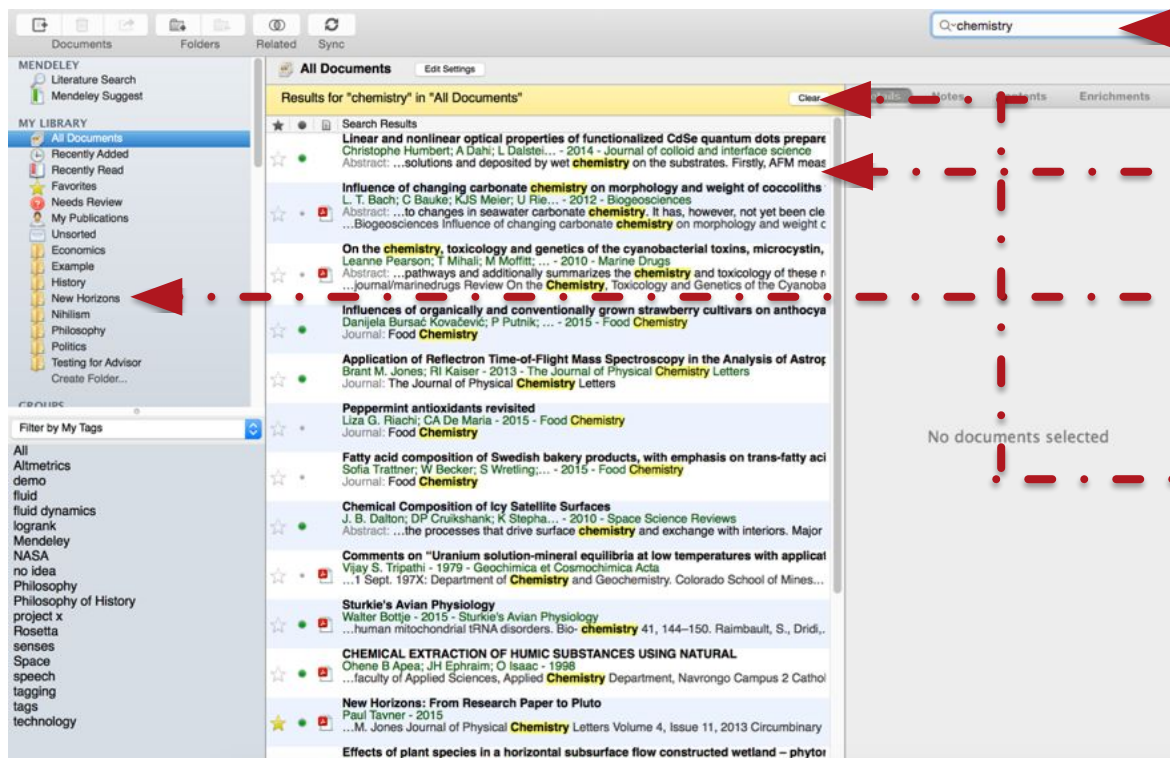 Documents
Folders
Related
Sync
chemistry
MENDELEY
Literature Search
Mendeley Suggest
MY LIBRARY
All Documents
Recently Added
Recently Read
Favorites
Needs Review
My Publications
Unsorted
Economics
Example
History
New Horizons
Nihilism
Philosophy
Politics
Testing for Advisor
Create Folder...
GROUPS
Filter by My Tags
All
Altmetrics
demo
fluid
fluid dynamics
logrank
Mendeley
NASA
no idea
Philosophy
Philosophy of History
project x
Rosetta
senses
Space
speech
tagging
tags
technology
All Documents
Edit Settings
Results for "chemistry" in "All Documents"
Clear
Search Results
Linear and nonlinear optical properties of functionalized CdSe quantum dots prepare
Christophe Humbert; A Dahi; L Dalstei... - 2014 - Journal of colloid and interface science
Abstract: ...solutions and deposited by wet chemistry on the substrates. Firstly, AFM meas
Influence of changing carbonate chemistry on morphology and weight of coccoliths
L. T. Bach; C Bauke; KJS Meier; U Rie... - 2012 - Biogeosciences
Abstract: ...to changes in seawater carbonate chemistry. It has, however, not yet been cle
...Biogeosciences Influence of changing carbonate chemistry on morphology and weight c
On the chemistry, toxicology and genetics of the cyanobacterial toxins, microcystin,
Leanne Pearson; T Mihali; M Moffitt; ... - 2010 - Marine Drugs
Abstract: ...pathways and additionally summarizes the chemistry and toxicology of these
...journal/marinedrugs Review On the Chemistry, Toxicology and Genetics of the Cyanoba
Influences of organically and conventionally grown strawberry cultivars on anthocya
Danijela Bursać Kovačević; P Putnik; ... - 2015 - Food Chemistry
Journal: Food Chemistry
Application of Reflectron Time-of-Flight Mass Spectroscopy in the Analysis of Astrop
Brant M. Jones; RI Kaiser - 2013 - The Journal of Physical Chemistry Letters
Journal: The Journal of Physical Chemistry Letters
Peppermint antioxidants revisited
Liza G. Riachi; CA De Maria - 2015 - Food Chemistry
Journal: Food Chemistry
Fatty acid composition of Swedish bakery products, with emphasis on trans-fatty aci
Sofia Trattner; W Becker; S Wretling;... - 2015 - Food Chemistry
Journal: Food Chemistry
Chemical Composition of Icy Satellite Surfaces
J. B. Dalton; DP Cruikshank; K Stepha... - 2010 - Space Science Reviews
Abstract: ...the processes that drive surface chemistry and exchange with interiors. Major
Comments on "Uranium solution-mineral equilibria at low temperatures with applicat
Vijay S. Tripathi - 1979 - Geochimica et Cosmochimica Acta
...1 Sept. 197X: Department of Chemistry and Geochemistry. Colorado School of Mines...
Sturkie's Avian Physiology
Walter Bottje - 2015 - Sturkie's Avian Physiology
...human mitochondrial tRNA disorders. Bio- chemistry 41, 144–150. Raimbault, S., Dridi,.
CHEMICAL EXTRACTION OF HUMIC SUBSTANCES USING NATURAL
Ohene B Apea; JH Ephraim; O Isaac - 1998
...faculty of Applied Sciences, Applied Chemistry Department, Navrongo Campus 2 Cathol
New Horizons: From Research Paper to Pluto
Paul Tavner - 2015
...M. Jones Journal of Physical Chemistry Letters Volume 4, Issue 11, 2013 Circumbinary
Effects of plant species in a horizontal subsurface flow constructed wetland – phytor
Notes
Enrichments
No documents selected